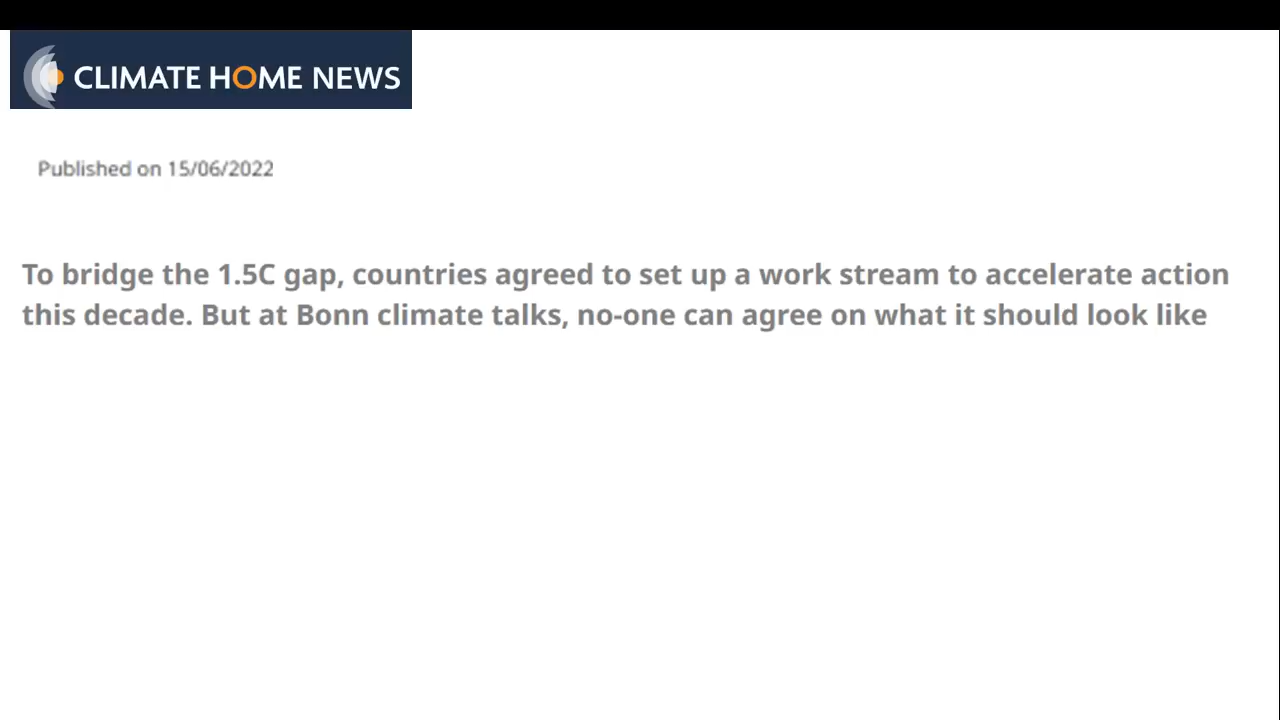 CLIMATE HOME NEWS
Published on 15/06/2022
To bridge the 1.5C gap, countries agreed to set up a work stream to accelerate action
this decade. But at Bonn climate talks, no-one can agree on what it should look like